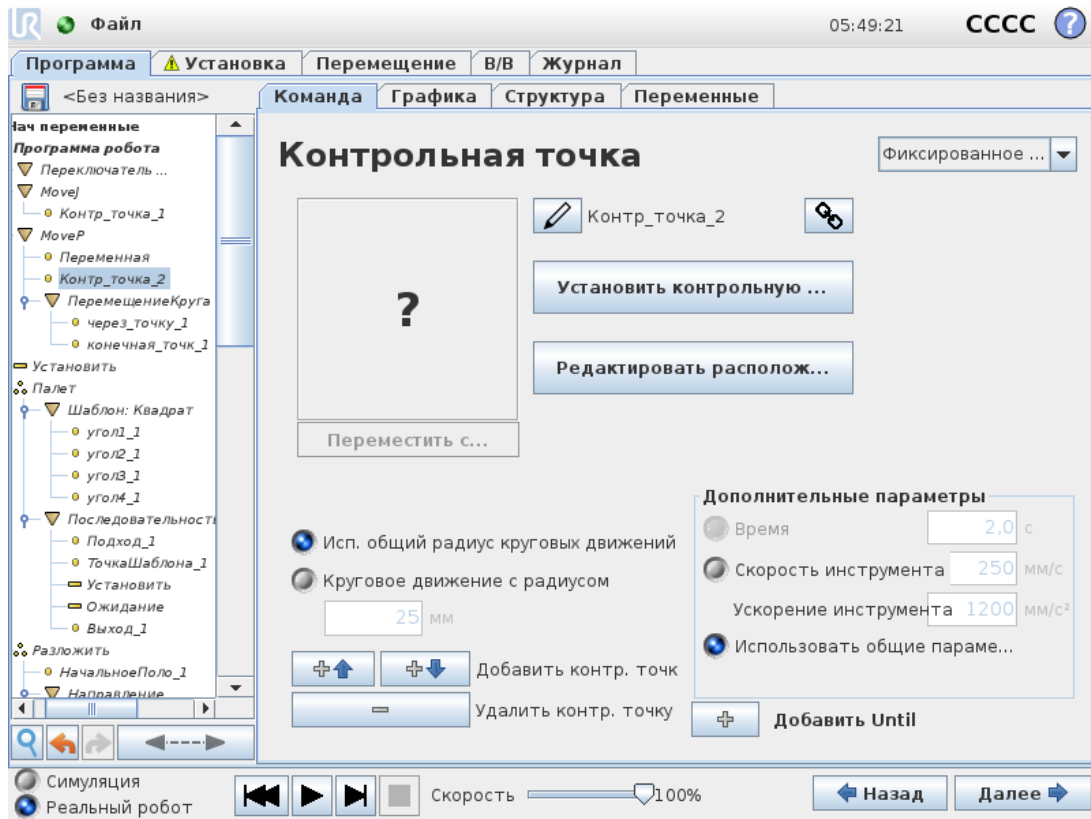 UR Файл 05:49:21 CCCC ?
Программа Установка Перемещение В/В Журнал
<Без названия> Команда Графика Структура Переменные
Нач переменные
Программа робота
Переключатель ...
MoveJ
Контр_точка_1
MoveP
Переменная
Контр_точка_2
ПеремещениеКруга
через_точку_1
конечная_точк_1
Установить
Палет
Шаблон: Квадрат
угол1_1
угол2_1
угол3_1
угол4_1
Последовательность
Подход_1
ТочкаШаблона_1
Установить
Ожидание
Выход_1
Разложить
НачальноеПоло_1
Направление
Контрольная точка
Фиксированное ...
?
Контр_точка_2
Установить контрольную ...
Редактировать располож...
Переместить с...
Исп. общий радиус круговых движений
Круговое движение с радиусом
25 мм
Добавить контр. точк
Удалить контр. точку
Дополнительные параметры
Время 2,0 с
Скорость инструмента 250 мм/с
Ускорение инструмента 1200 мм/с²
Использовать общие параме...
Добавить Until
Симуляция
Реальный робот
Скорость 100%
Назад Далее